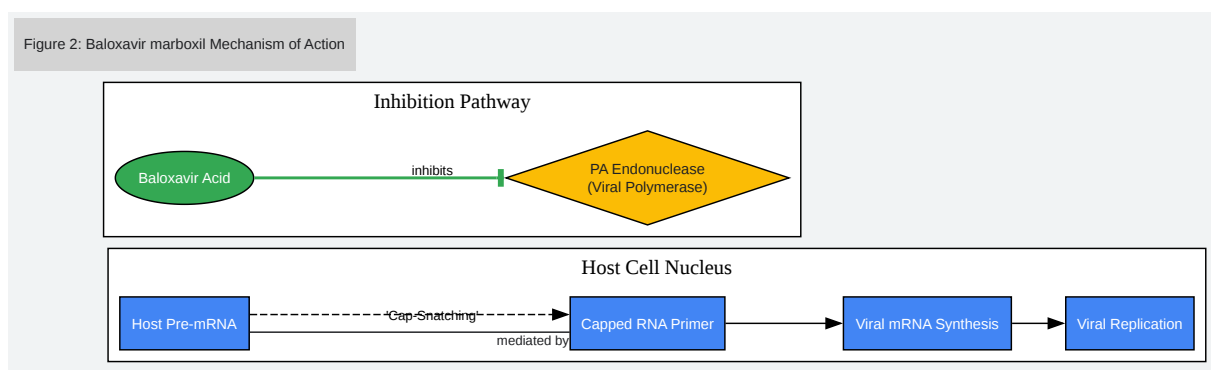 Figure 2: Baloxavir marboxil Mechanism of Action
Inhibition Pathway
Baloxavir Acid
inhibits
PA Endonuclease
(Viral Polymerase)
Host Cell Nucleus
Host Pre-mRNA
'Cap-Snatching'
mediated by
Capped RNA Primer
Viral mRNA Synthesis
Viral Replication